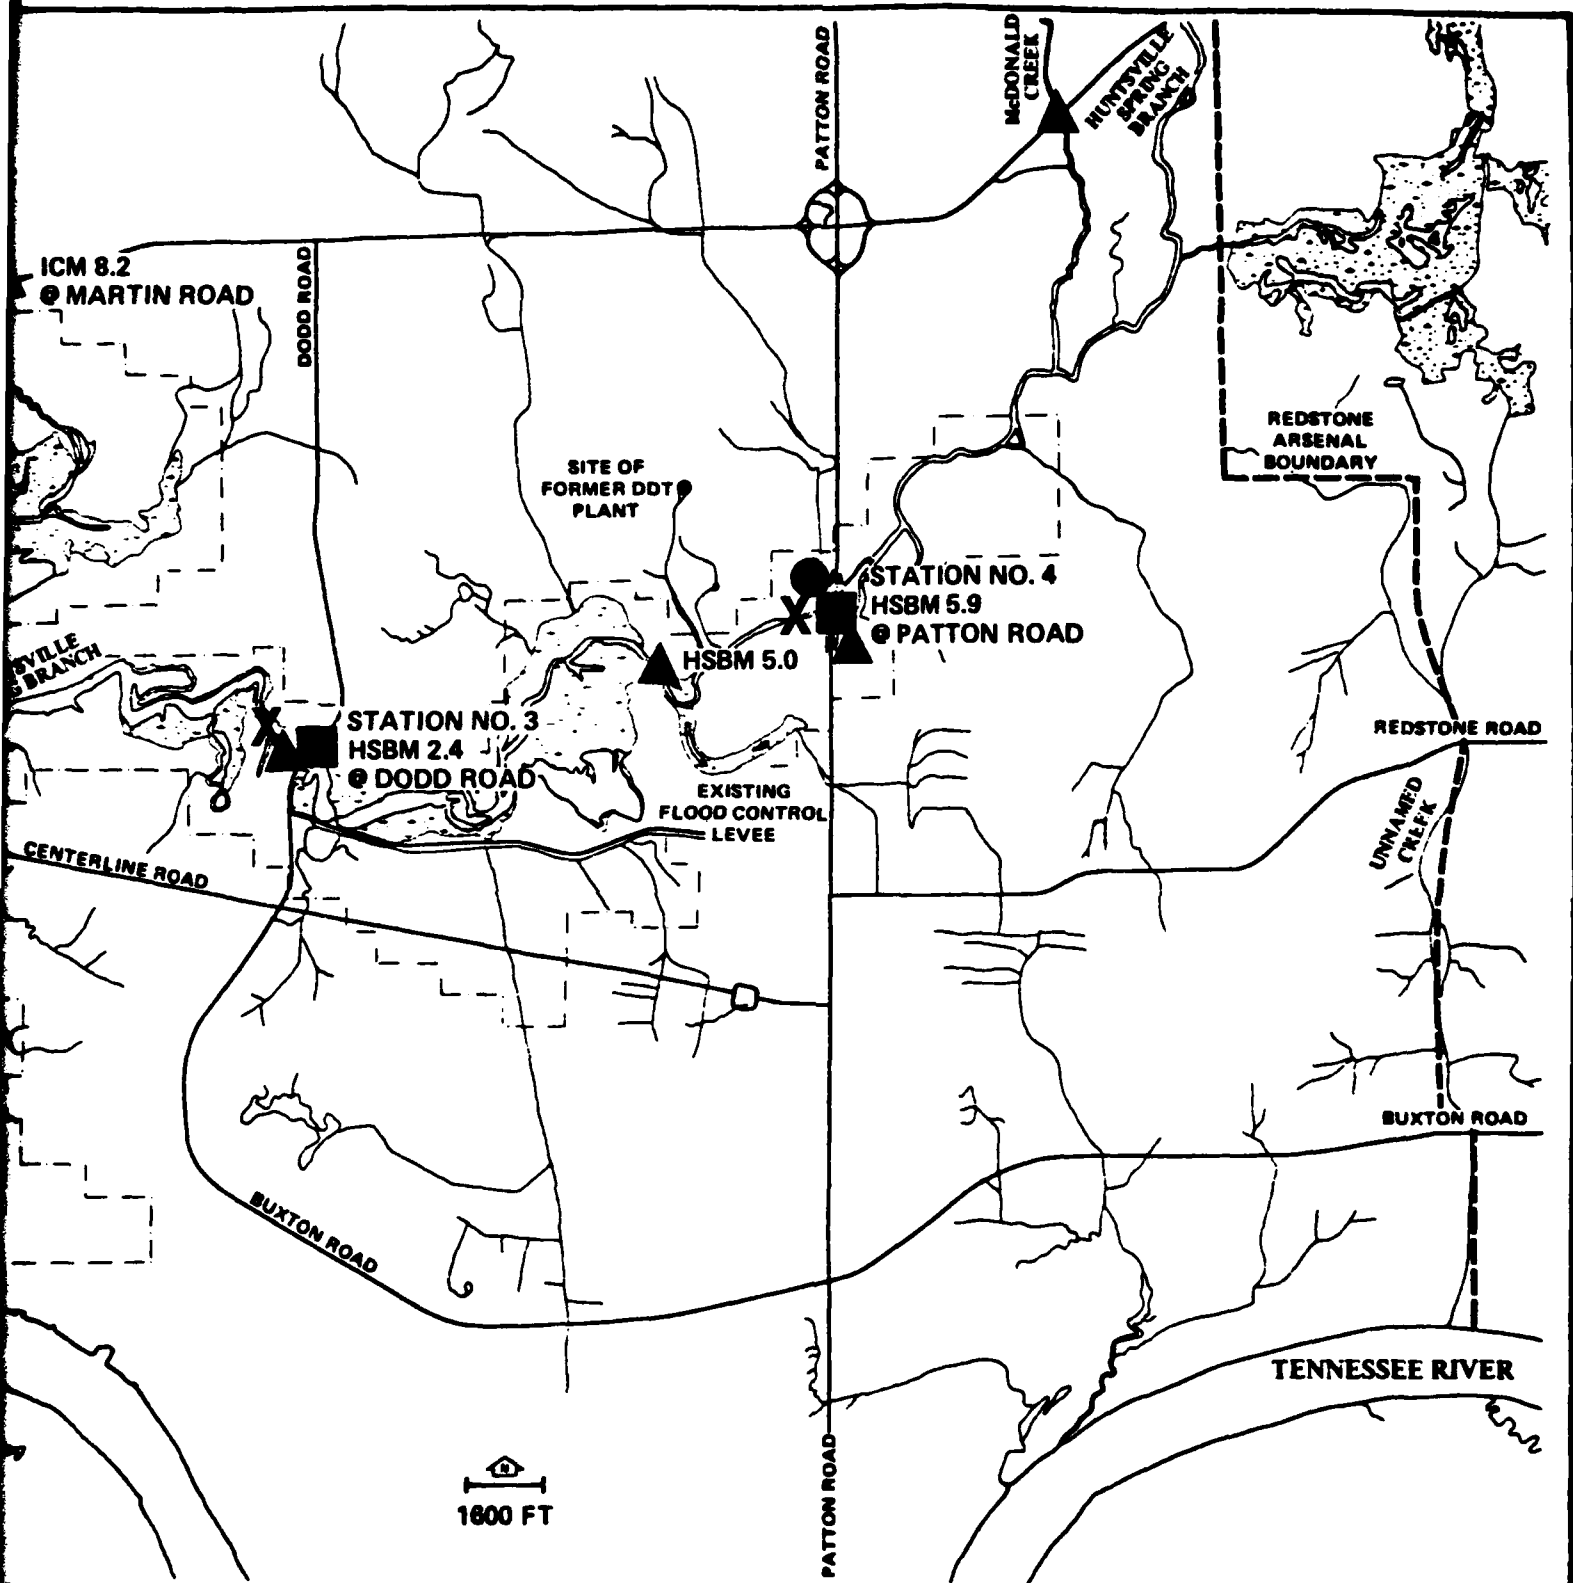 PATTON ROAD
McDONALD
CREEK
HUNTSVILLE
SPRING
BRANCH
ICM 8.2
@ MARTIN ROAD
DODD ROAD
REDSTONE
ARSENAL
BOUNDARY
SITE OF
FORMER DDT
PLANT
STATION NO. 4
HSBM 5.9
@ PATTON ROAD
HSBM 5.0
SVILLE
G BRANCH
STATION NO. 3
HSBM 2.4
@ DODD ROAD
REDSTONE ROAD
EXISTING
FLOOD CONTROL
LEVEE
UNNAMED
CREEK
CENTERLINE ROAD
BUXTON ROAD
BUXTON ROAD
TENNESSEE RIVER
N
1600 FT
PATTON ROAD